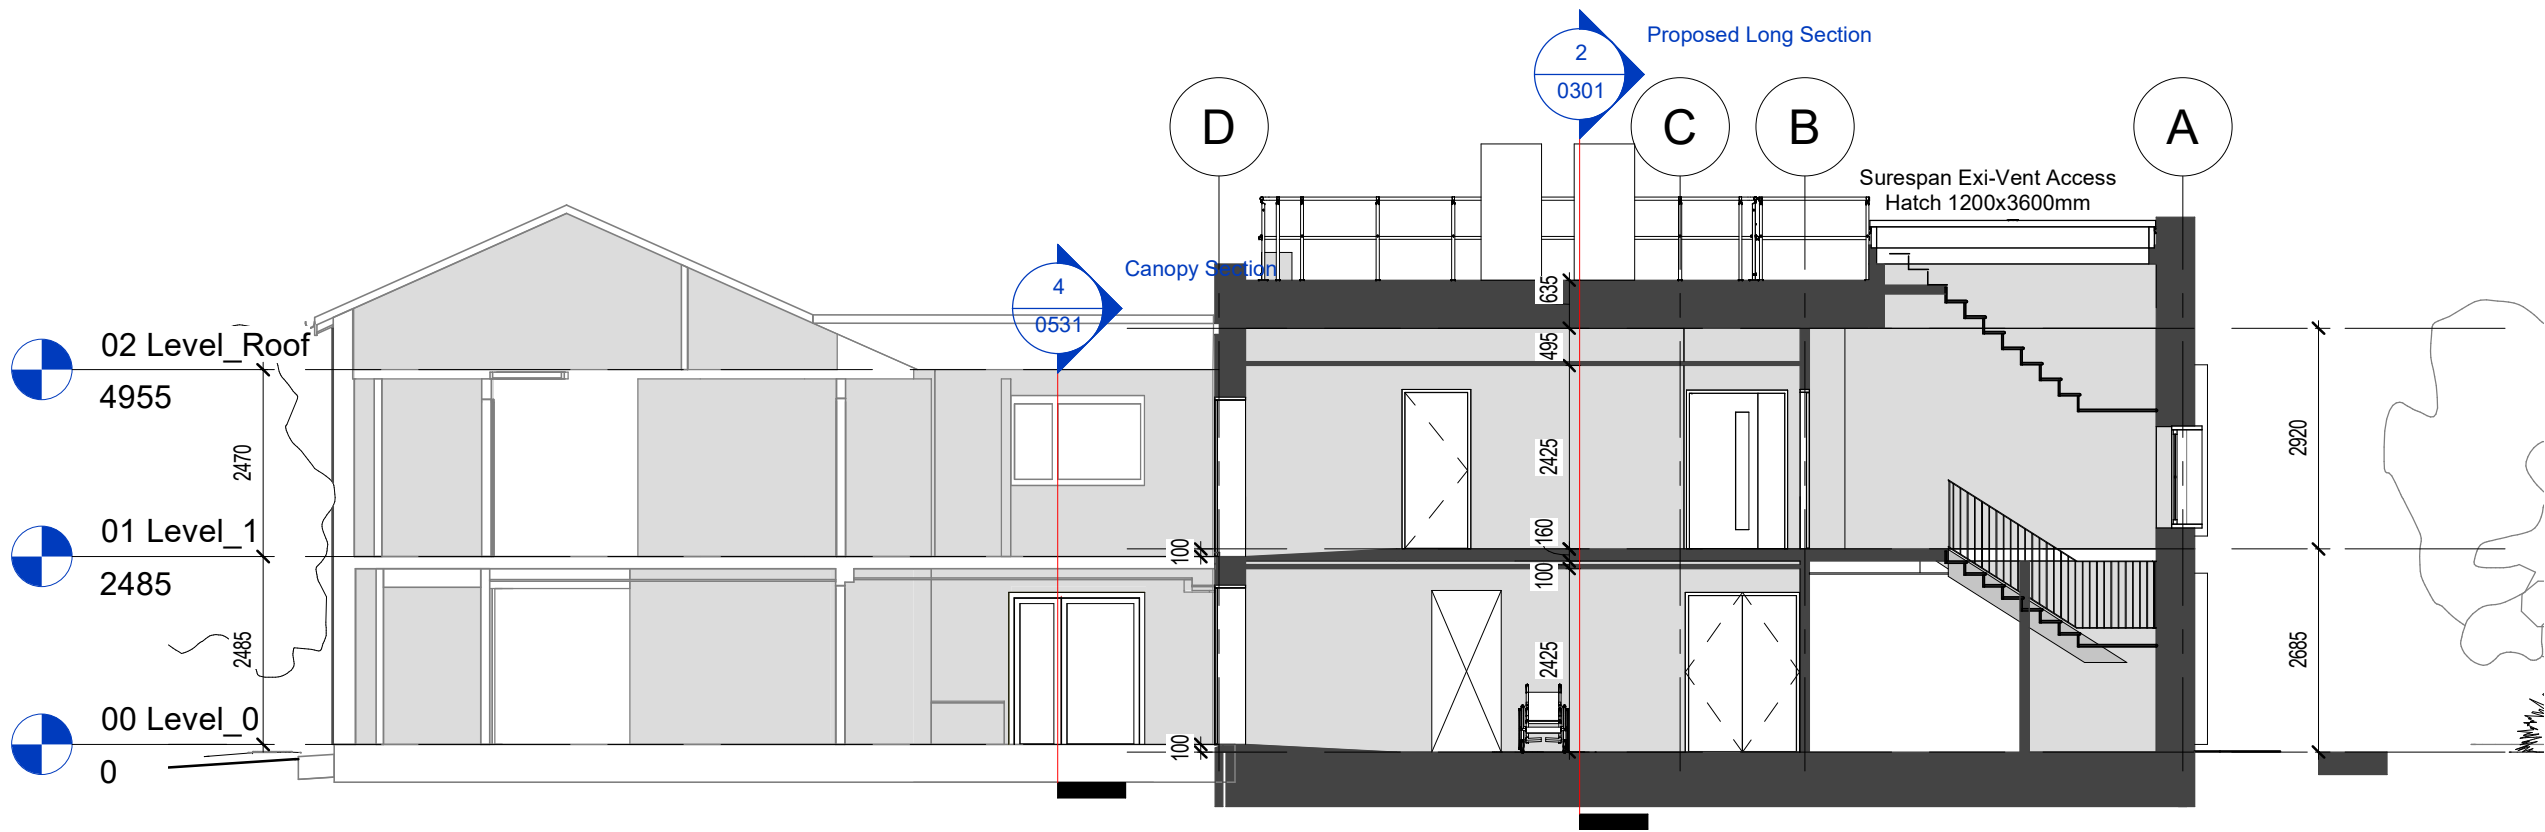 2
0301
Proposed Long Section
D
C
B
A
Surespan Exi-Vent Access
Hatch 1200x3600mm
4
0531
Canopy Section
02 Level_Roof
4955
01 Level_1
2485
00 Level_0
0
2470
2485
100
100
635
495
2425
160
100
2425
2920
2685